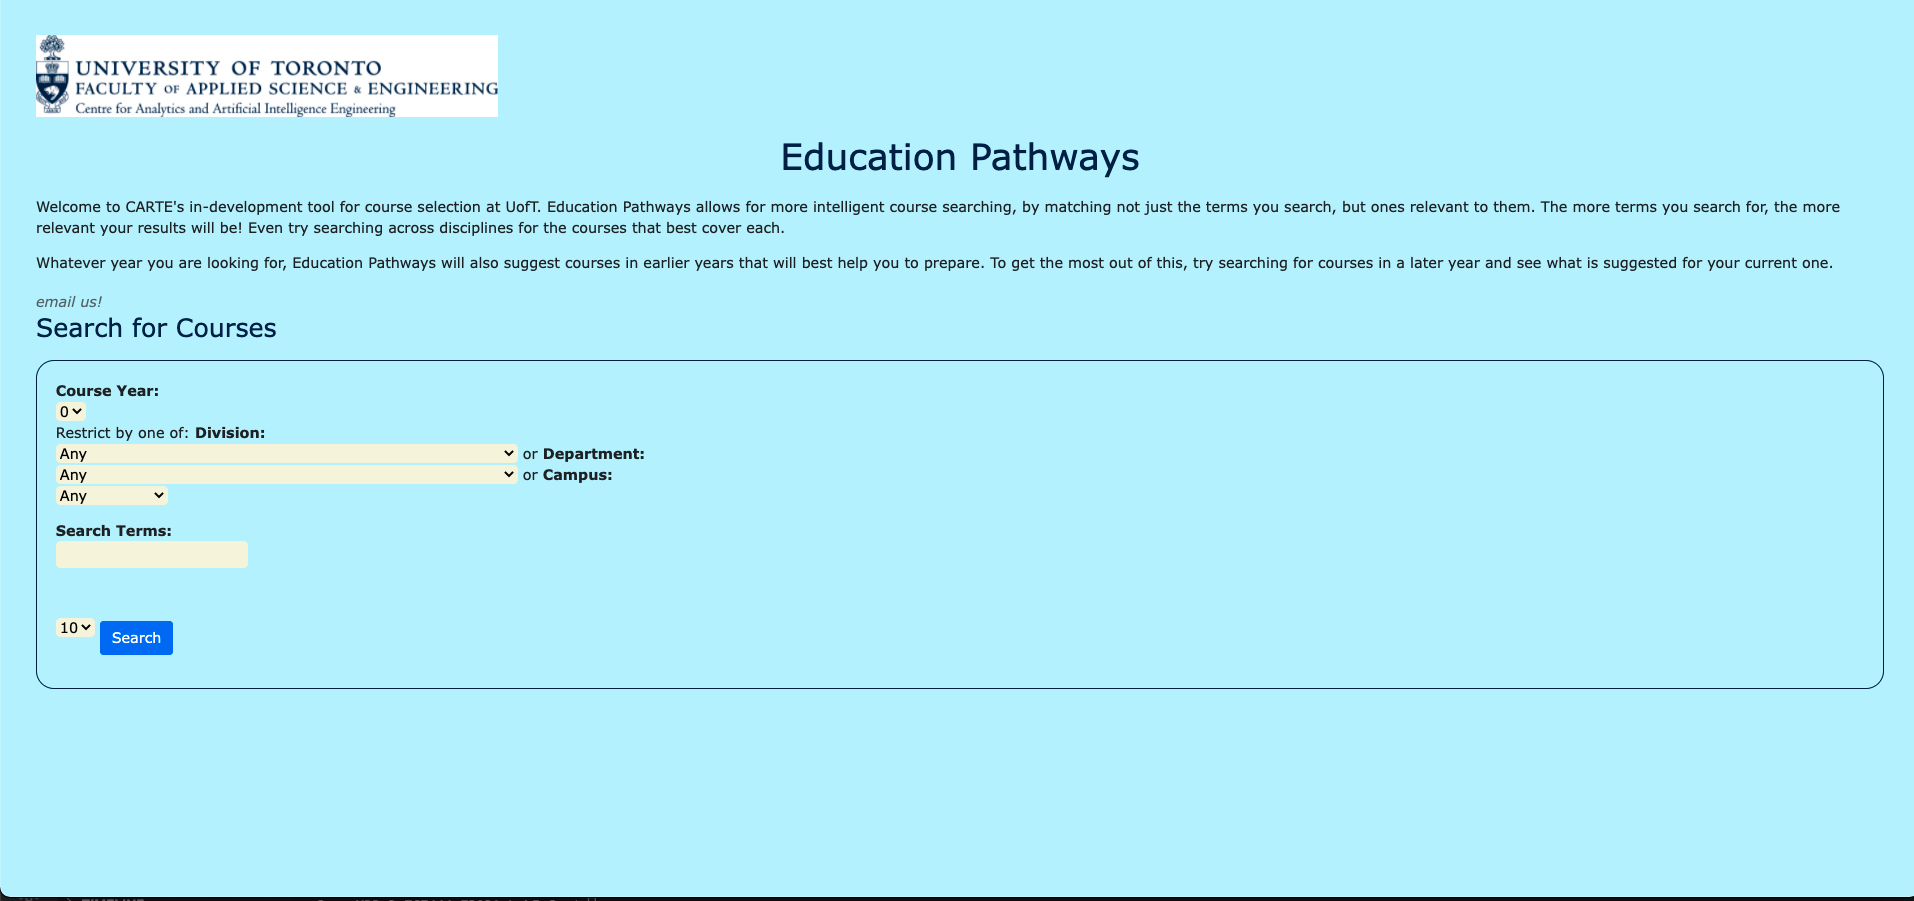 UNIVERSITY OF TORONTO
FACULTY OF APPLIED SCIENCE & ENGINEERING
Centre for Analytics and Artificial Intelligence Engineering
Education Pathways
Welcome to CARTE's in-development tool for course selection at UofT. Education Pathways allows for more intelligent course searching, by matching not just the terms you search, but ones relevant to them. The more terms you search for, the more
relevant your results will be! Even try searching across disciplines for the courses that best cover each.
Whatever year you are looking for, Education Pathways will also suggest courses in earlier years that will best help you to prepare. To get the most out of this, try searching for courses in a later year and see what is suggested for your current one.
email us!
Search for Courses
Course Year:
0
Restrict by one of: Division:
Any or Department:
Any or Campus:
Any
Search Terms:
10 Search